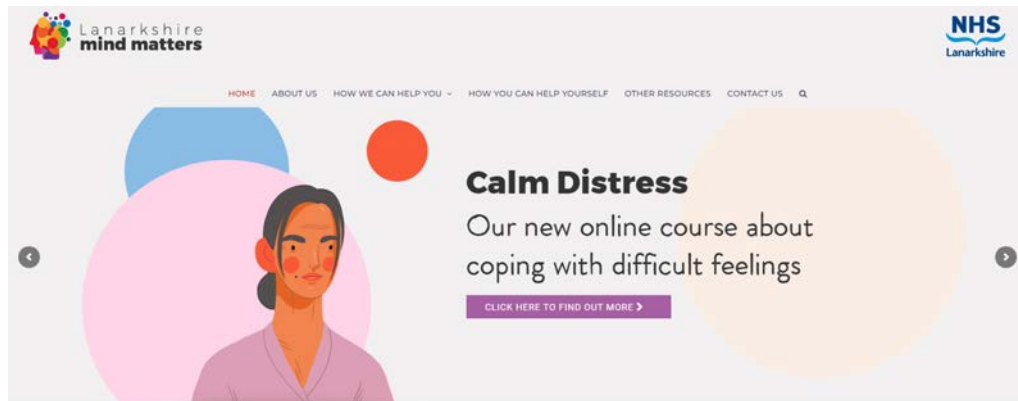 Lanarkshire
mind matters
NHS
Lanarkshire
HOME ABOUT US HOW WE CAN HELP YOU HOW YOU CAN HELP YOURSELF OTHER RESOURCES CONTACT US
Calm Distress
Our new online course about
coping with difficult feelings
CLICK HERE TO FIND OUT MORE